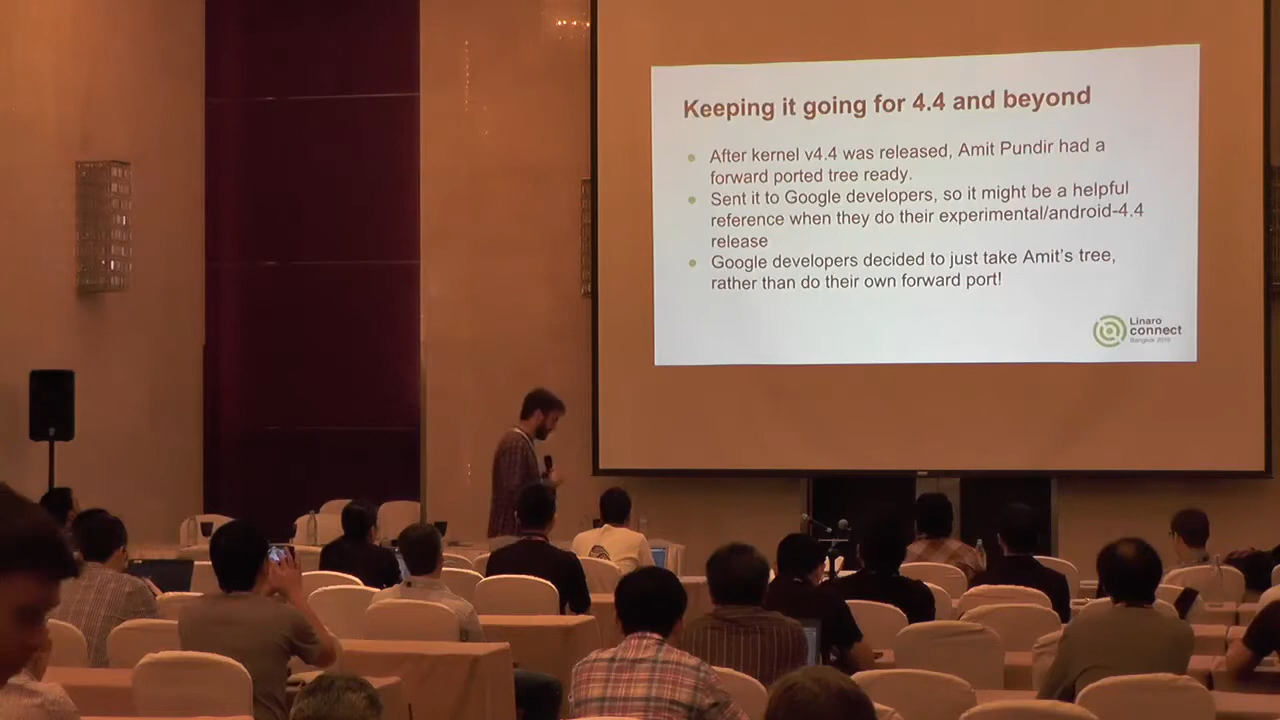 Keeping it going for 4.4 and beyond
After kernel v4.4 was released, Amit Pundir had a
forward ported tree ready.
Sent it to Google developers, so it might be a helpful
reference when they do their experimental/android-4.4
release
Google developers decided to just take Amit's tree,
rather than do their own forward port!
Linaro
connect
Bangkok 2016